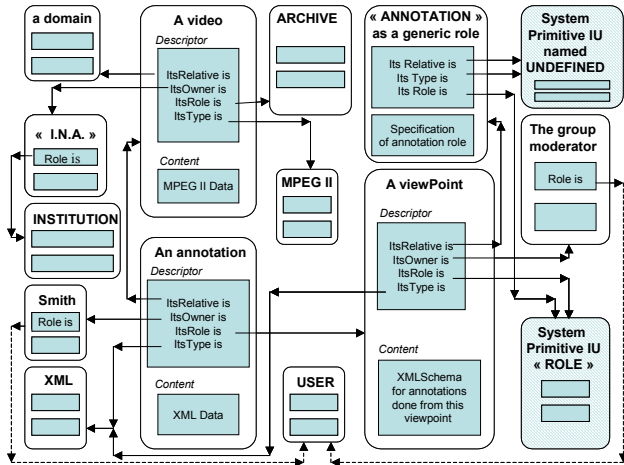 a domain
A video
Descriptor
ItsRelative is
ItsOwner is
ItsRole is
ItsType is
Content
MPEG II Data
ARCHIVE
« ANNOTATION »
as a generic role
Its Relative is
Its Type is
Its Role is
Specification
of annotation role
System
Primitive IU
named
UNDEFINED
« I.N.A. »
Role is
INSTITUTION
MPEG II
The group
moderator
Role is
A viewPoint
Descriptor
ItsRelative is
ItsOwner is
ItsRole is
ItsType is
Content
XMLSchema
for annotations
done from this
viewpoint
An annotation
Descriptor
ItsRelative is
ItsOwner is
ItsRole is
ItsType is
Content
XML Data
Smith
Role is
XML
USER
System
Primitive IU
« ROLE »